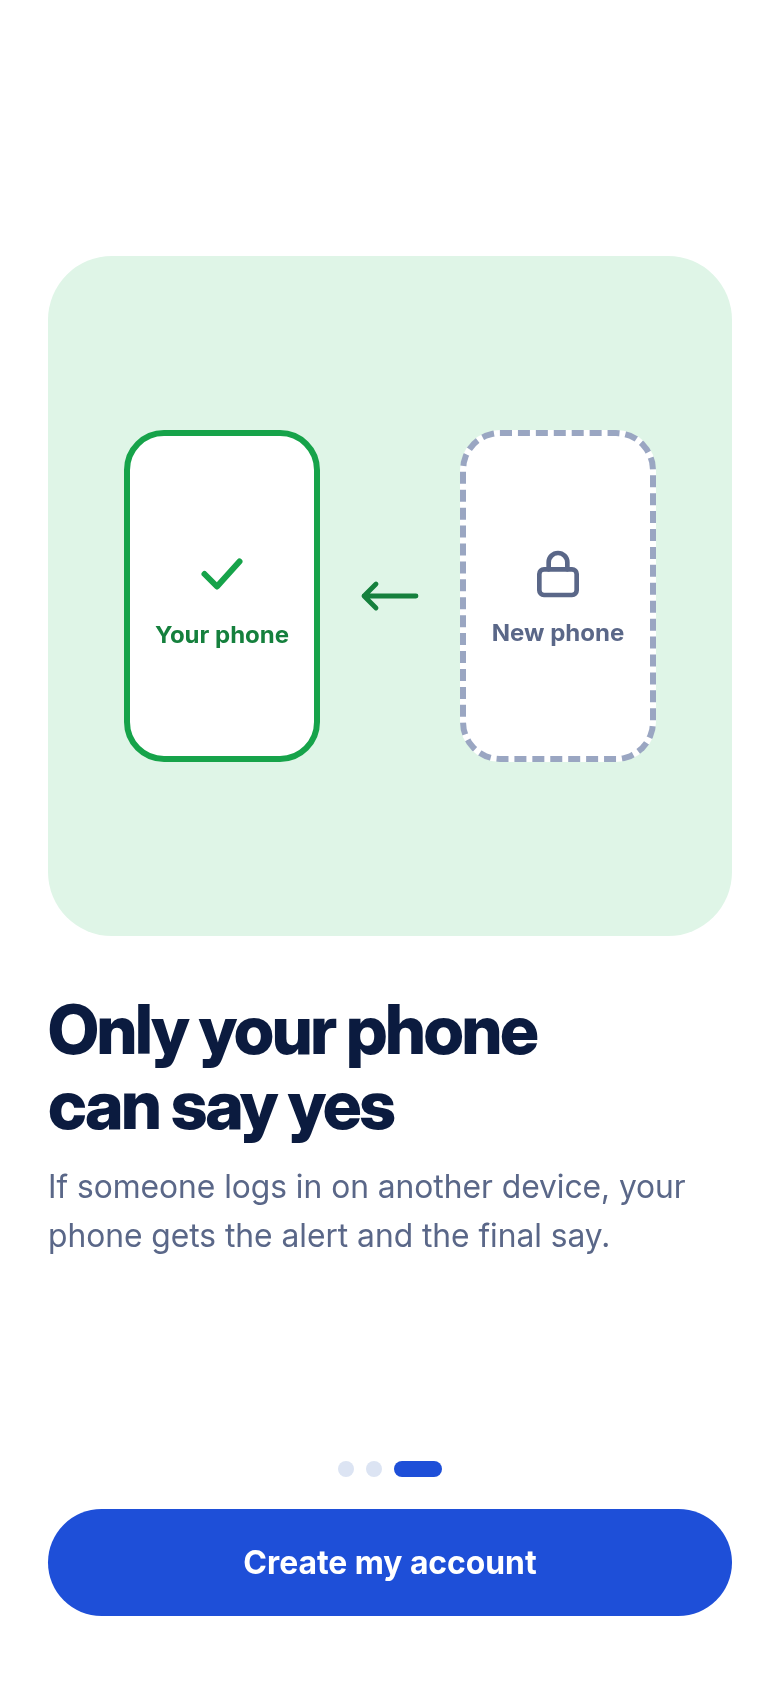 Your phone
New phone
Only your phone
can say yes
If someone logs in on another device, your
phone gets the alert and the final say.
Create my account